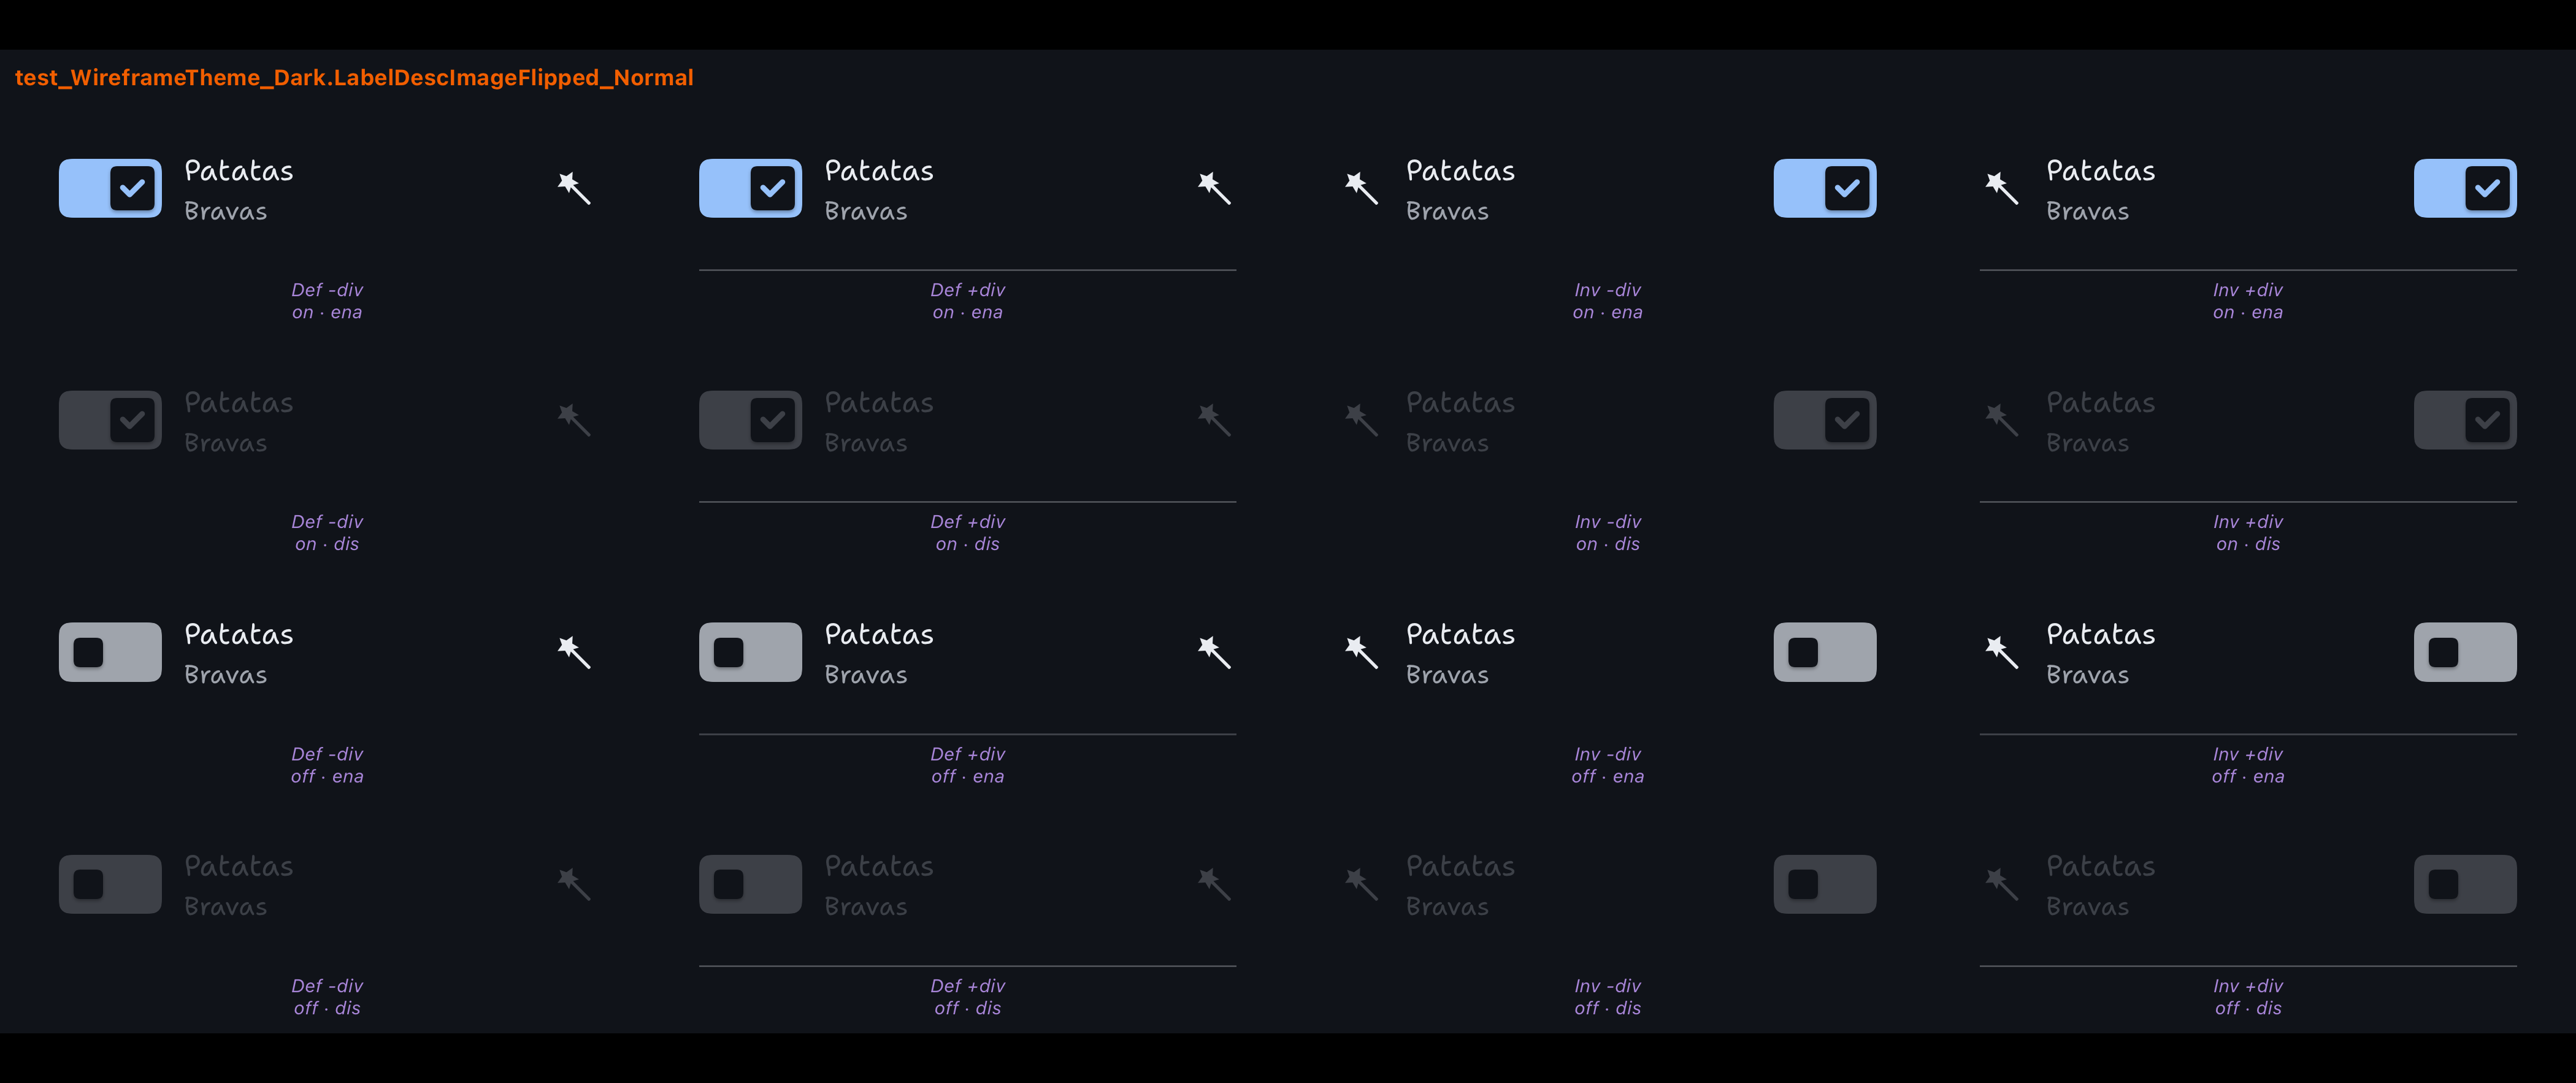 test_WireframeTheme_Dark.LabelDescImageFlipped_Normal
Patatas
Bravas
Def -div
on · ena
Patatas
Bravas
Def +div
on · ena
Patatas
Bravas
Inv -div
on · ena
Patatas
Bravas
Inv +div
on · ena
Patatas
Bravas
Def -div
on · dis
Patatas
Bravas
Def +div
on · dis
Patatas
Bravas
Inv -div
on · dis
Patatas
Bravas
Inv +div
on · dis
Patatas
Bravas
Def -div
off · ena
Patatas
Bravas
Def +div
off · ena
Patatas
Bravas
Inv -div
off · ena
Patatas
Bravas
Inv +div
off · ena
Patatas
Bravas
Def -div
off · dis
Patatas
Bravas
Def +div
off · dis
Patatas
Bravas
Inv -div
off · dis
Patatas
Bravas
Inv +div
off · dis